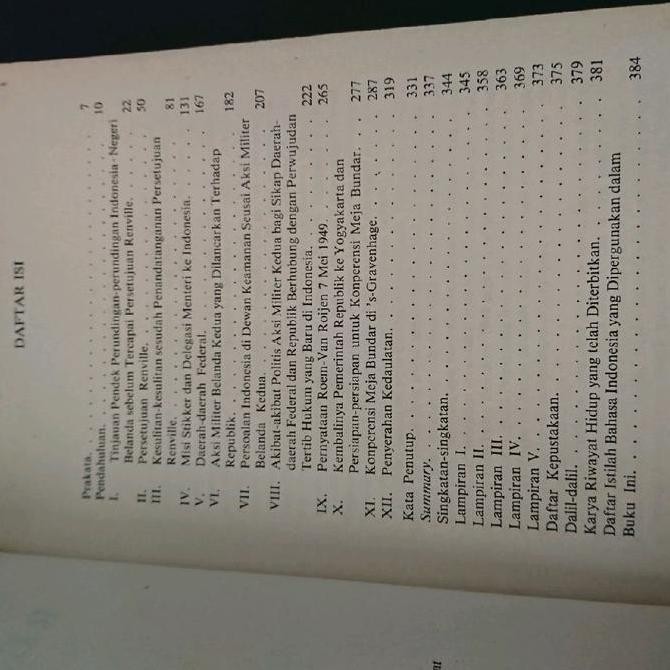 DAFTAR ISI
Prakata. . . . . . . . . . . . . . . . . . 7
Pendahuluan. . . . . . . . . . . . . . . . . . 10
I. Tinjauan Pendek Perundingan-perundingan Indonesia - Negeri
Belanda sebelum Tercapai Persetujuan Renville. . . . . . . 22
II. Persetujuan Renville. . . . . . . . . . . . . . . 50
III. Kesulitan-kesulitan sesudah Penandatanganan Persetujuan
Renville. . . . . . . . . . . . . . . . . . 81
IV. Misi Stikker dan Delegasi Menteri ke Indonesia. . . . . . . 131
V. Daerah-daerah Federal. . . . . . . . . . . . . . . 167
VI. Aksi Militer Belanda Kedua yang Dilancarkan Terhadap
Republik. . . . . . . . . . . . . . . . . . 182
VII. Persoalan Indonesia di Dewan Keamanan Seusai Aksi Militer
Belanda Kedua. . . . . . . . . . . . . . . . . . 207
VIII. Akibat-akibat Politis Aksi Militer Kedua bagi Sikap Daerah-
daerah Federal dan Republik Berhubung dengan Perwujudan
Tertib Hukum yang Baru di Indonesia. . . . . . . . . 222
IX. Pernyataan Roem-Van Roijen 7 Mei 1949. . . . . . . . . 265
X. Kembalinya Pemerintah Republik ke Yogyakarta dan
Persiapan-persiapan untuk Konperensi Meja Bundar. . . 277
XI. Konperensi Meja Bundar di 's-Gravenhage. . . . . . . . 287
XII. Penyerahan Kedaulatan. . . . . . . . . . . . . . . 319
Kata Penutup. . . . . . . . . . . . . . . . . . 331
Summary. . . . . . . . . . . . . . . . . . 337
Singkatan-singkatan. . . . . . . . . . . . . . . . . . 344
Lampiran I. . . . . . . . . . . . . . . . . . 345
Lampiran II. . . . . . . . . . . . . . . . . . 358
Lampiran III. . . . . . . . . . . . . . . . . . 363
Lampiran IV. . . . . . . . . . . . . . . . . . 369
Lampiran V. . . . . . . . . . . . . . . . . . 373
Daftar Kepustakaan. . . . . . . . . . . . . . . . . . 375
Dalil-dalil. . . . . . . . . . . . . . . . . . 379
Karya Riwayat Hidup yang telah Diterbitkan. . . . . . . . . 381
Daftar Istilah Bahasa Indonesia yang Dipergunakan dalam
Buku Ini. . . . . . . . . . . . . . . . . . 384